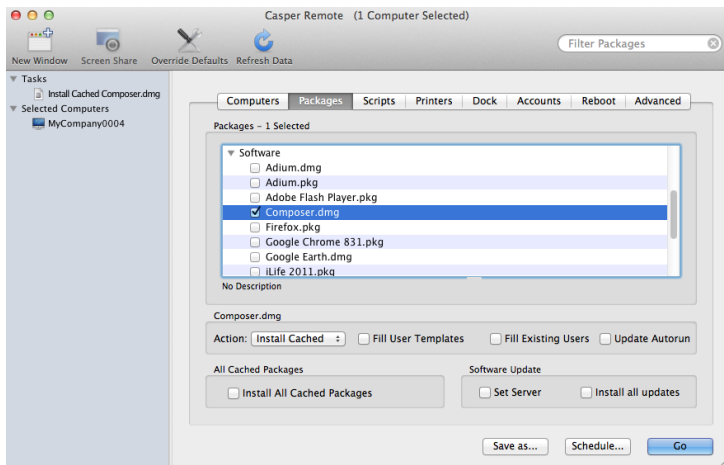 Casper Remote (1 Computer Selected)
Filter Packages
New Window Screen Share Override Defaults Refresh Data
Tasks
Install Cached Composer.dmg
Selected Computers
MyCompany0004
Computers Packages Scripts Printers Dock Accounts Reboot Advanced
Packages – 1 Selected
Software
Adium.dmg
Adium.pkg
Adobe Flash Player.pkg
Composer.dmg
Firefox.pkg
Google Chrome 831.pkg
Google Earth.dmg
iLife 2011.pkg
No Description
Composer.dmg
Action: Install Cached Fill User Templates Fill Existing Users Update Autorun
All Cached Packages Software Update
Install All Cached Packages Set Server Install all updates
Save as... Schedule... Go